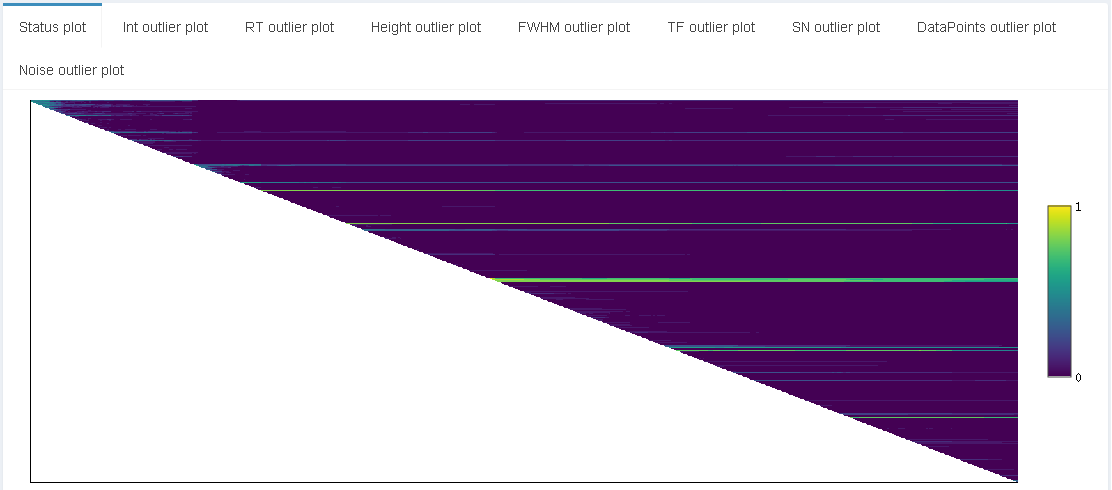 Status plot Int outlier plot RT outlier plot Height outlier plot FWHM outlier plot TF outlier plot SN outlier plot DataPoints outlier plot
Noise outlier plot
1
0